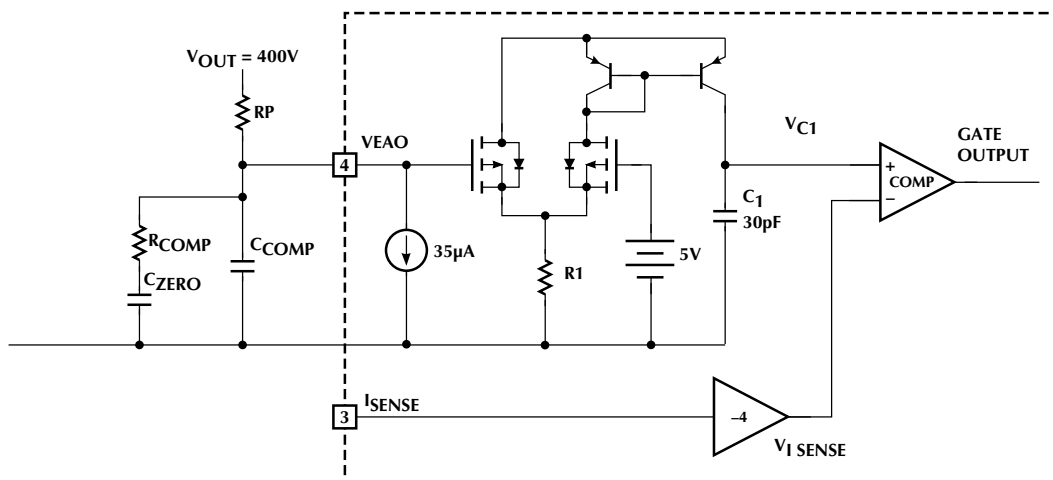 VOUT = 400V
RP
VEAO
4
VC1
GATE
OUTPUT
+
COMP
–
C1
30pF
RCOMP
CCOMP
CZERO
35µA
R1
5V
ISENSE
3
–4
VI SENSE